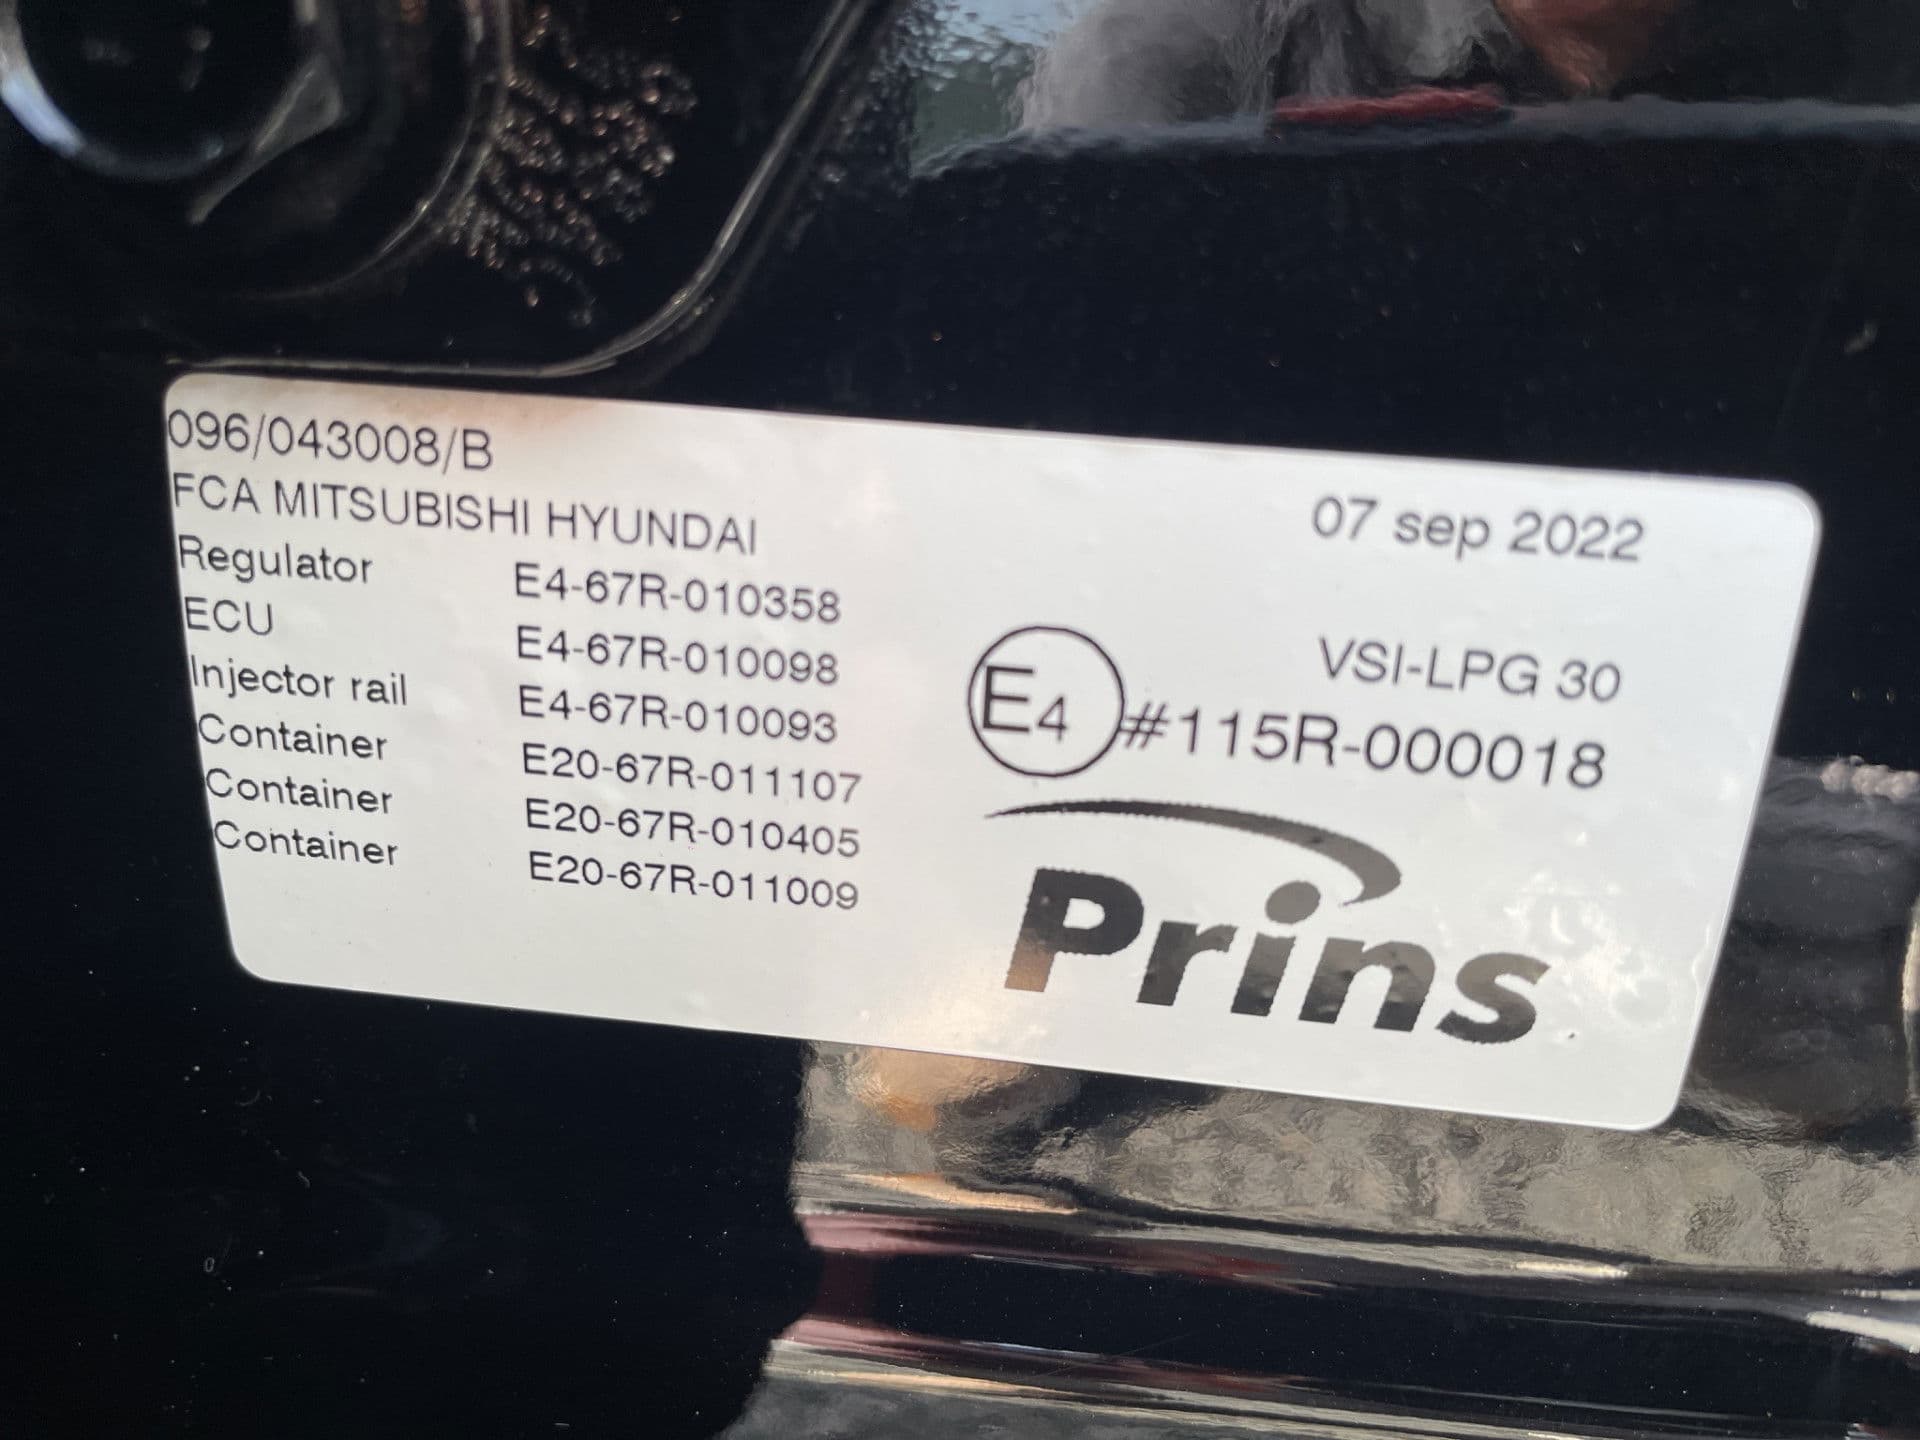 096/043008/B
FCA MITSUBISHI HYUNDAI
07 sep 2022
Regulator E4-67R-010358
ECU E4-67R-010098
Injector rail E4-67R-010093
Container E20-67R-011107
Container E20-67R-010405
Container E20-67R-011009
VSI-LPG 30
E4 #115R-000018
Prins